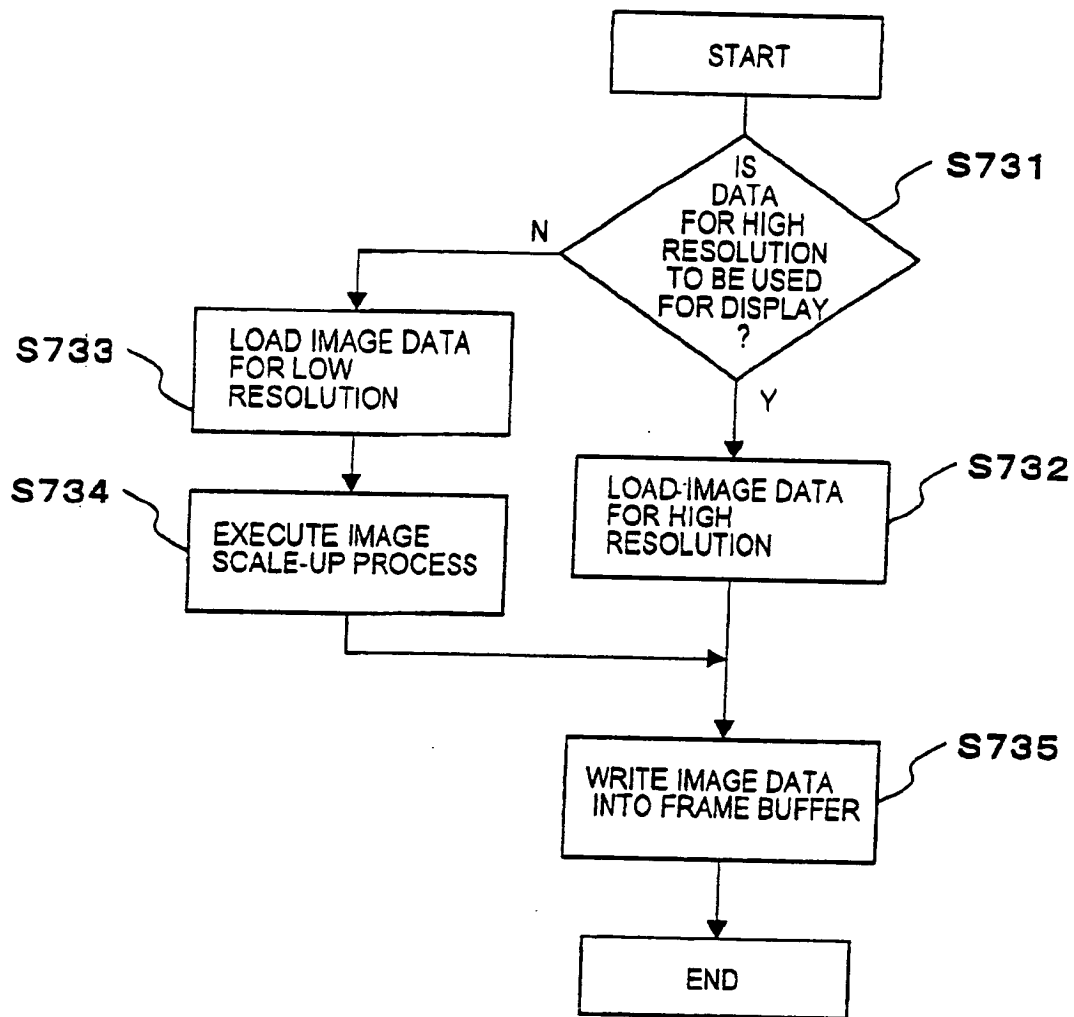 START
IS
DATA
FOR HIGH
RESOLUTION
TO BE USED
FOR DISPLAY
?
S731
N
Y
S733
LOAD IMAGE DATA
FOR LOW
RESOLUTION
S732
LOAD-IMAGE DATA
FOR HIGH
RESOLUTION
S734
EXECUTE IMAGE
SCALE-UP PROCESS
S735
WRITE IMAGE DATA
INTO FRAME BUFFER
END